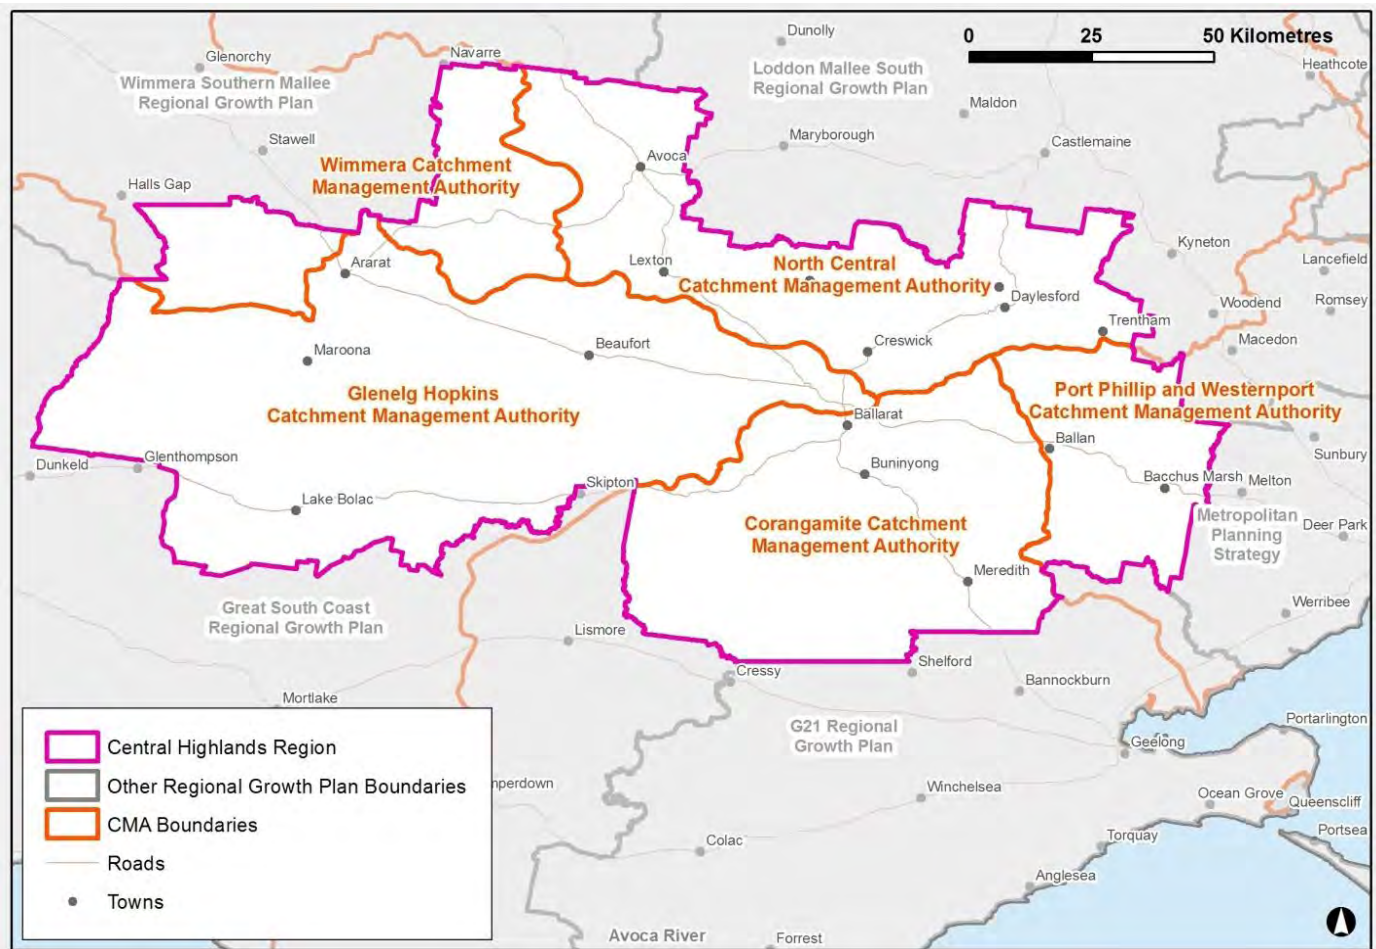 0 25 50 Kilometres
Dunolly
Navarre
Glenorchy
Heathcote
Wimmera Southern Mallee
Regional Growth Plan
Loddon Mallee South
Regional Growth Plan
Maldon
Stawell
Maryborough
Castlemaine
Avoca
Wimmera Catchment
Management Authority
Halls Gap
Kyneton
Ararat
Lexton
North Central
Catchment Management Authority
Lancefield
Daylesford
Woodend
Romsey
Trentham
Maroona
Beaufort
Creswick
Macedon
Glenelg Hopkins
Catchment Management Authority
Port Phillip and Westernport
Catchment Management Authority
Ballarat
Ballan
Sunbury
Dunkeld
Glenthompson
Buninyong
Skipton
Bacchus Marsh
Melton
Lake Bolac
Metropolitan
Planning
Strategy
Deer Park
Corangamite Catchment
Management Authority
Meredith
Great South Coast
Regional Growth Plan
Werribee
Lismore
Cressy
Shelford
Bannockburn
Mortlake
G21 Regional
Growth Plan
Portarlington
Geelong
Central Highlands Region
Other Regional Growth Plan Boundaries
CMA Boundaries
Roads
Towns
mperdown
Winchelsea
Ocean Grove
Queenscliff
Portsea
Colac
Torquay
Anglesea
Avoca River
Forrest